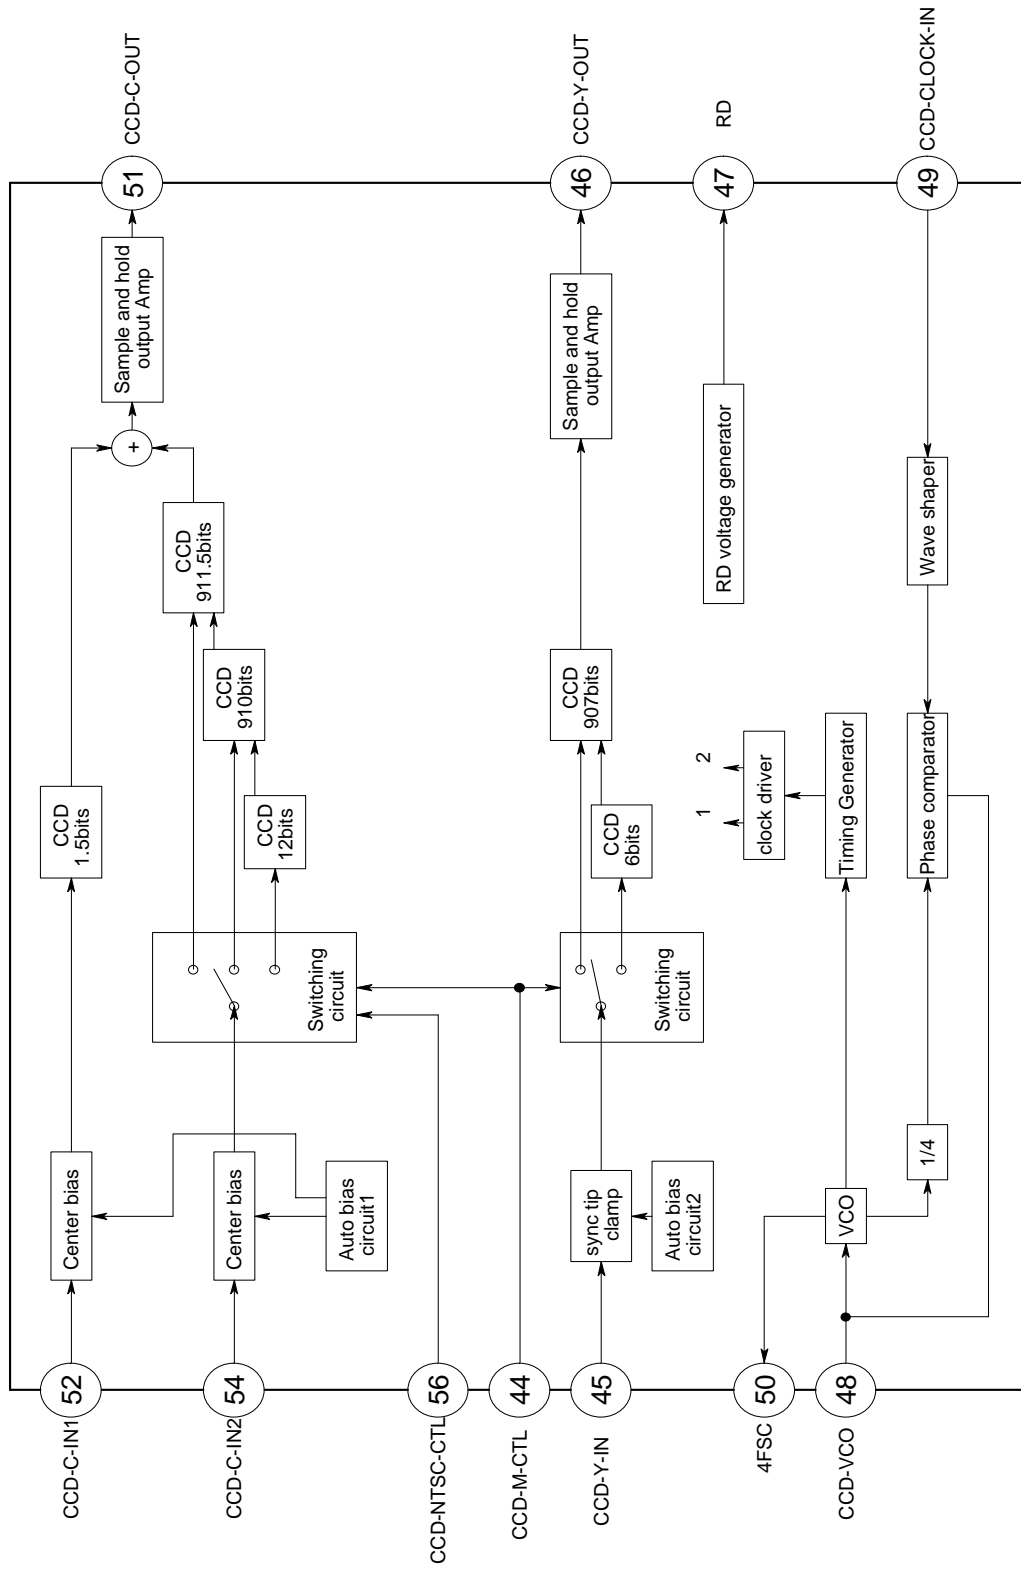 CCD-C-IN1
52
Center bias
CCD
1.5bits
+
Sample and hold
output Amp
51
CCD-C-OUT
CCD-C-IN2
54
Center bias
Auto bias
circuit1
Switching
circuit
CCD
12bits
CCD
910bits
CCD
911.5bits
CCD-NTSC-CTL
56
CCD-M-CTL
44
CCD-Y-IN
45
sync tip
clamp
Auto bias
circuit2
Switching
circuit
CCD
6bits
CCD
907bits
Sample and hold
output Amp
46
CCD-Y-OUT
RD voltage generator
47
RD
4FSC
50
1
2
clock driver
CCD-VCO
48
VCO
Timing Generator
1/4
Phase comparator
Wave shaper
49
CCD-CLOCK-IN